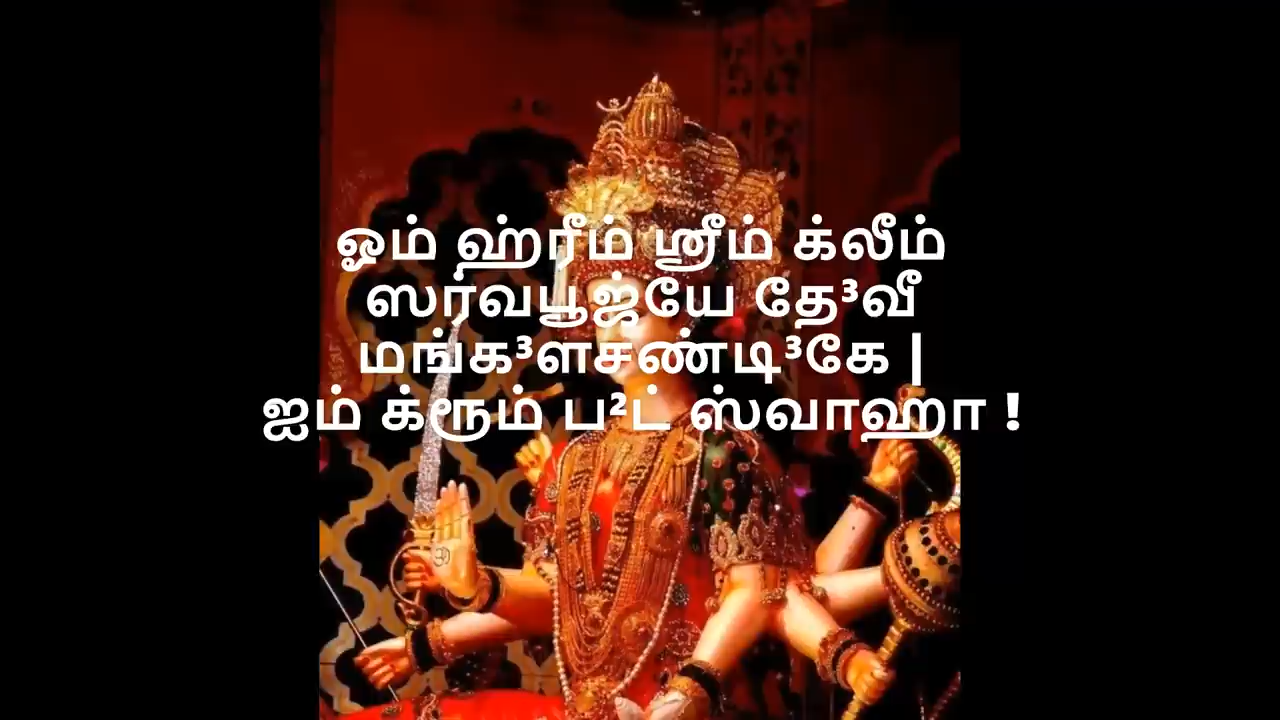 ஓம் ஹ்ரீம் ஶ்ரீம் க்லீம்
ஸர்வபூஜ்யே தே³வீ
மங்க³ளசண்டி³கே |
ஐம் க்ரூம் ப²ட் ஸ்வாஹா !